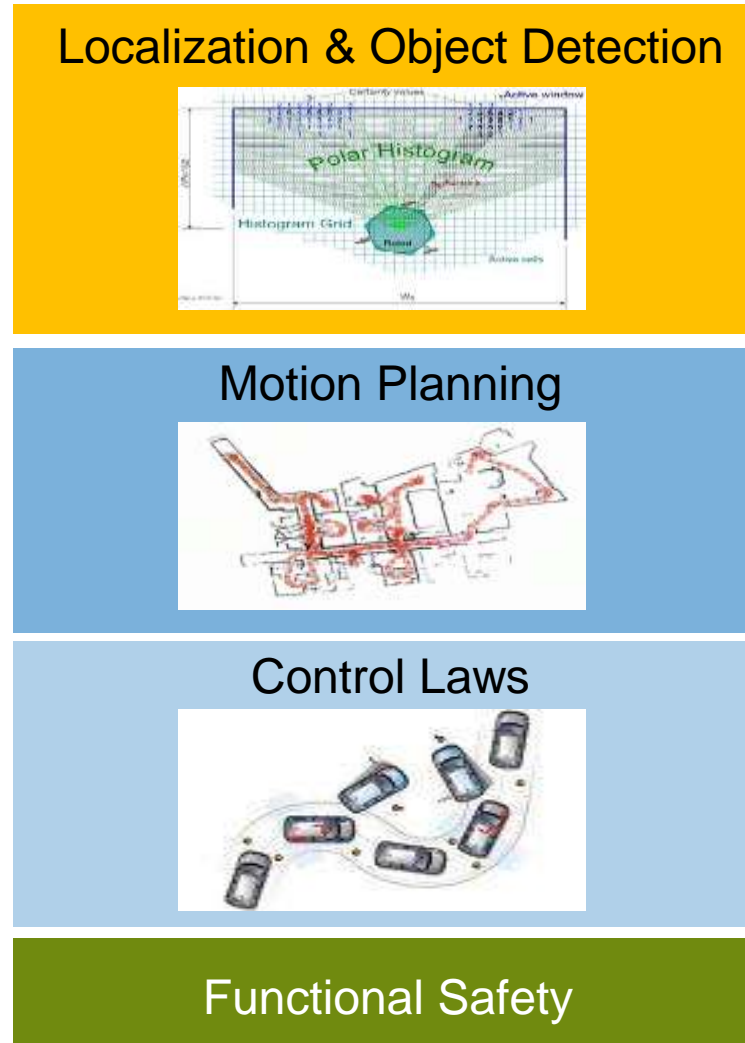 Localization & Object Detection
Certainty values
Active window
Polar Histogram
Histogram Grid
Robot
Active cells
Ws
Motion Planning
Control Laws
Functional Safety